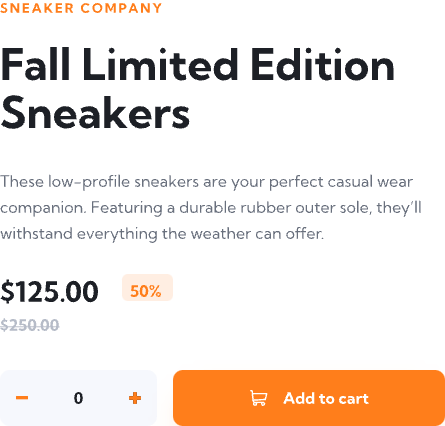 SNEAKER COMPANY
Fall Limited Edition
Sneakers
These low-profile sneakers are your perfect casual wear
companion. Featuring a durable rubber outer sole, they’ll
withstand everything the weather can offer.
$125.00 50%
$250.00
- 0 + Add to cart